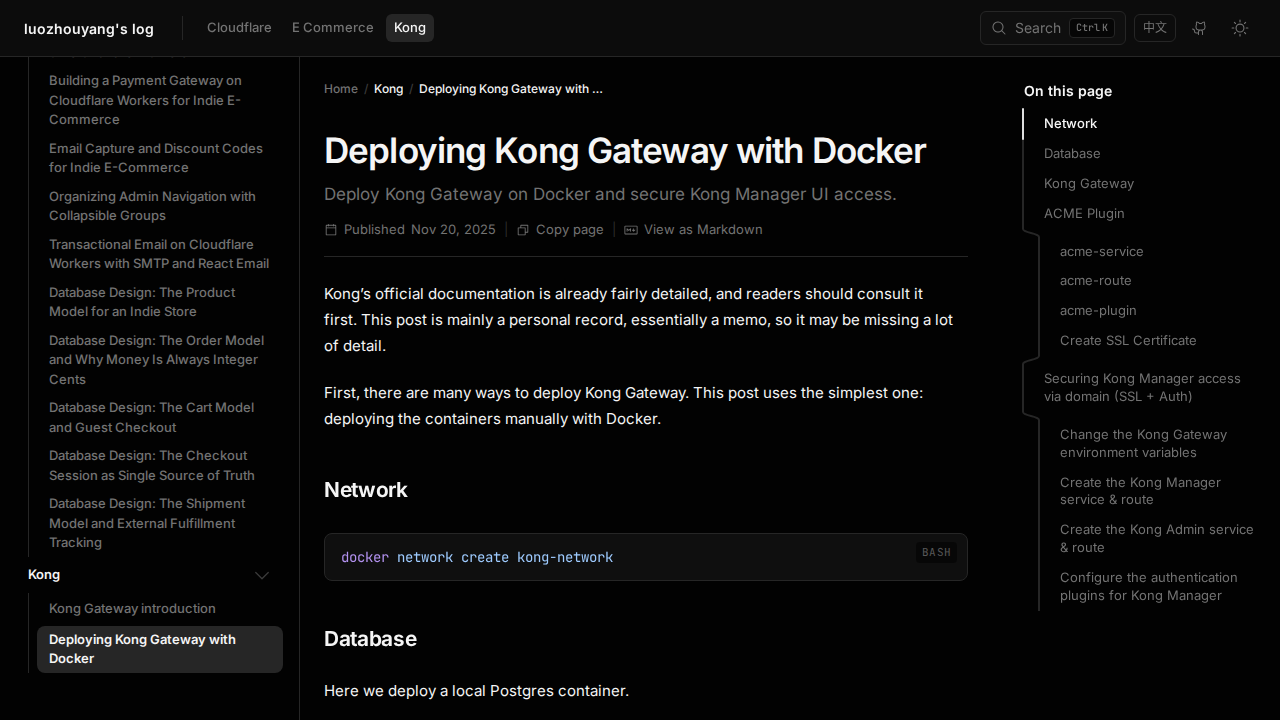 luozhouyang's log
Cloudflare
E Commerce
Kong
Search
Ctrl K
中文
Building a Payment Gateway on
Cloudflare Workers for Indie E-
Commerce
Email Capture and Discount Codes
for Indie E-Commerce
Organizing Admin Navigation with
Collapsible Groups
Transactional Email on Cloudflare
Workers with SMTP and React Email
Database Design: The Product
Model for an Indie Store
Database Design: The Order Model
and Why Money Is Always Integer
Cents
Database Design: The Cart Model
and Guest Checkout
Database Design: The Checkout
Session as Single Source of Truth
Database Design: The Shipment
Model and External Fulfillment
Tracking
Kong
Kong Gateway introduction
Deploying Kong Gateway with
Docker
Home / Kong / Deploying Kong Gateway with ...
Deploying Kong Gateway with Docker
Deploy Kong Gateway on Docker and secure Kong Manager UI access.
Published Nov 20, 2025
Copy page
View as Markdown
Kong’s official documentation is already fairly detailed, and readers should consult it
first. This post is mainly a personal record, essentially a memo, so it may be missing a lot
of detail.
First, there are many ways to deploy Kong Gateway. This post uses the simplest one:
deploying the containers manually with Docker.
Network
docker network create kong-network
BASH
Database
Here we deploy a local Postgres container.
On this page
Network
Database
Kong Gateway
ACME Plugin
acme-service
acme-route
acme-plugin
Create SSL Certificate
Securing Kong Manager access
via domain (SSL + Auth)
Change the Kong Gateway
environment variables
Create the Kong Manager
service & route
Create the Kong Admin service
& route
Configure the authentication
plugins for Kong Manager